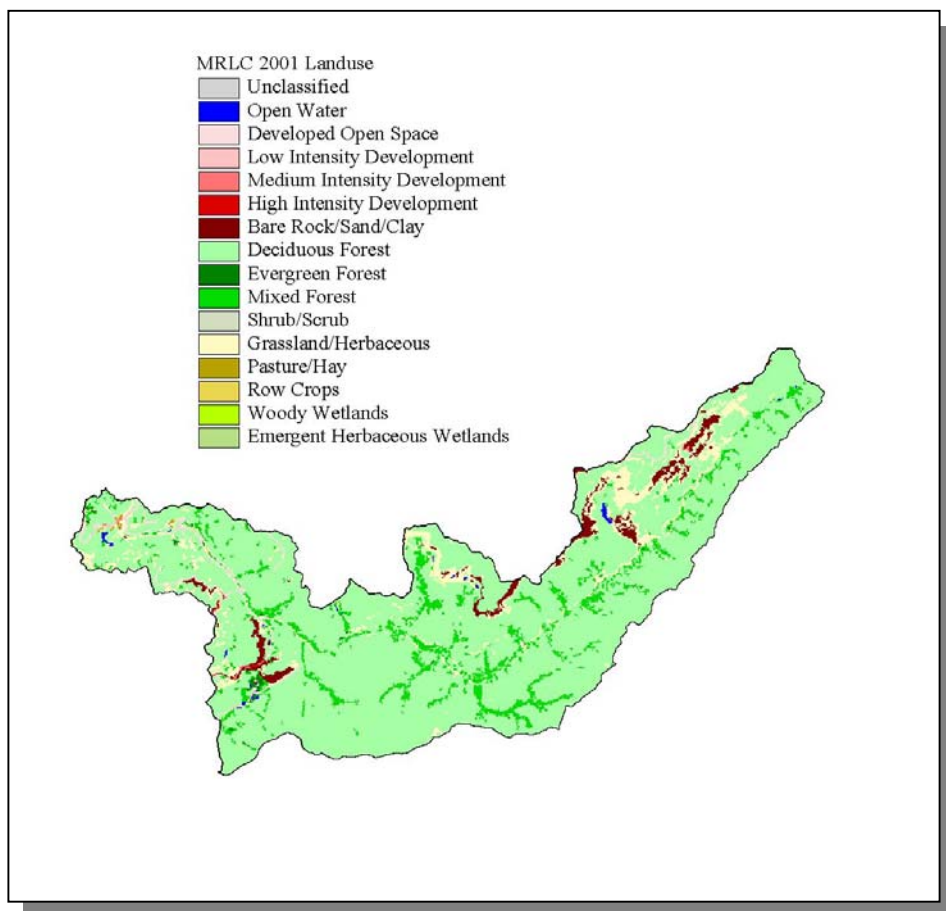 MRLC 2001 Landuse
Unclassified
Open Water
Developed Open Space
Low Intensity Development
Medium Intensity Development
High Intensity Development
Bare Rock/Sand/Clay
Deciduous Forest
Evergreen Forest
Mixed Forest
Shrub/Scrub
Grassland/Herbaceous
Pasture/Hay
Row Crops
Woody Wetlands
Emergent Herbaceous Wetlands